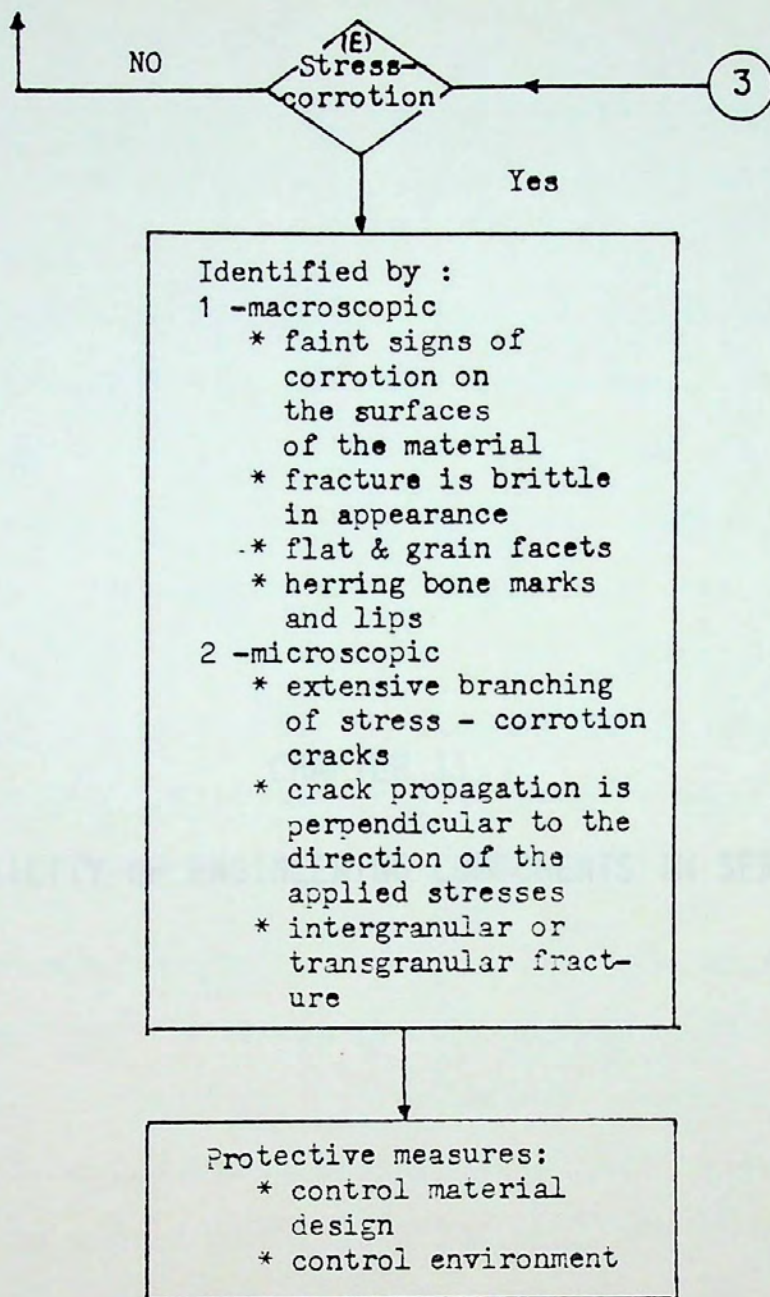 (E)
NO Stress-
corrotion 3
Yes
Identified by :
1 -macroscopic
* faint signs of
corrotion on
the surfaces
of the material
* fracture is brittle
in appearance
* flat & grain facets
* herring bone marks
and lips
2 -microscopic
* extensive branching
of stress - corrotion
cracks
* crack propagation is
perpendicular to the
direction of the
applied stresses
* intergranular or
transgranular fract-
ure
Protective measures:
* control material
design
* control environment